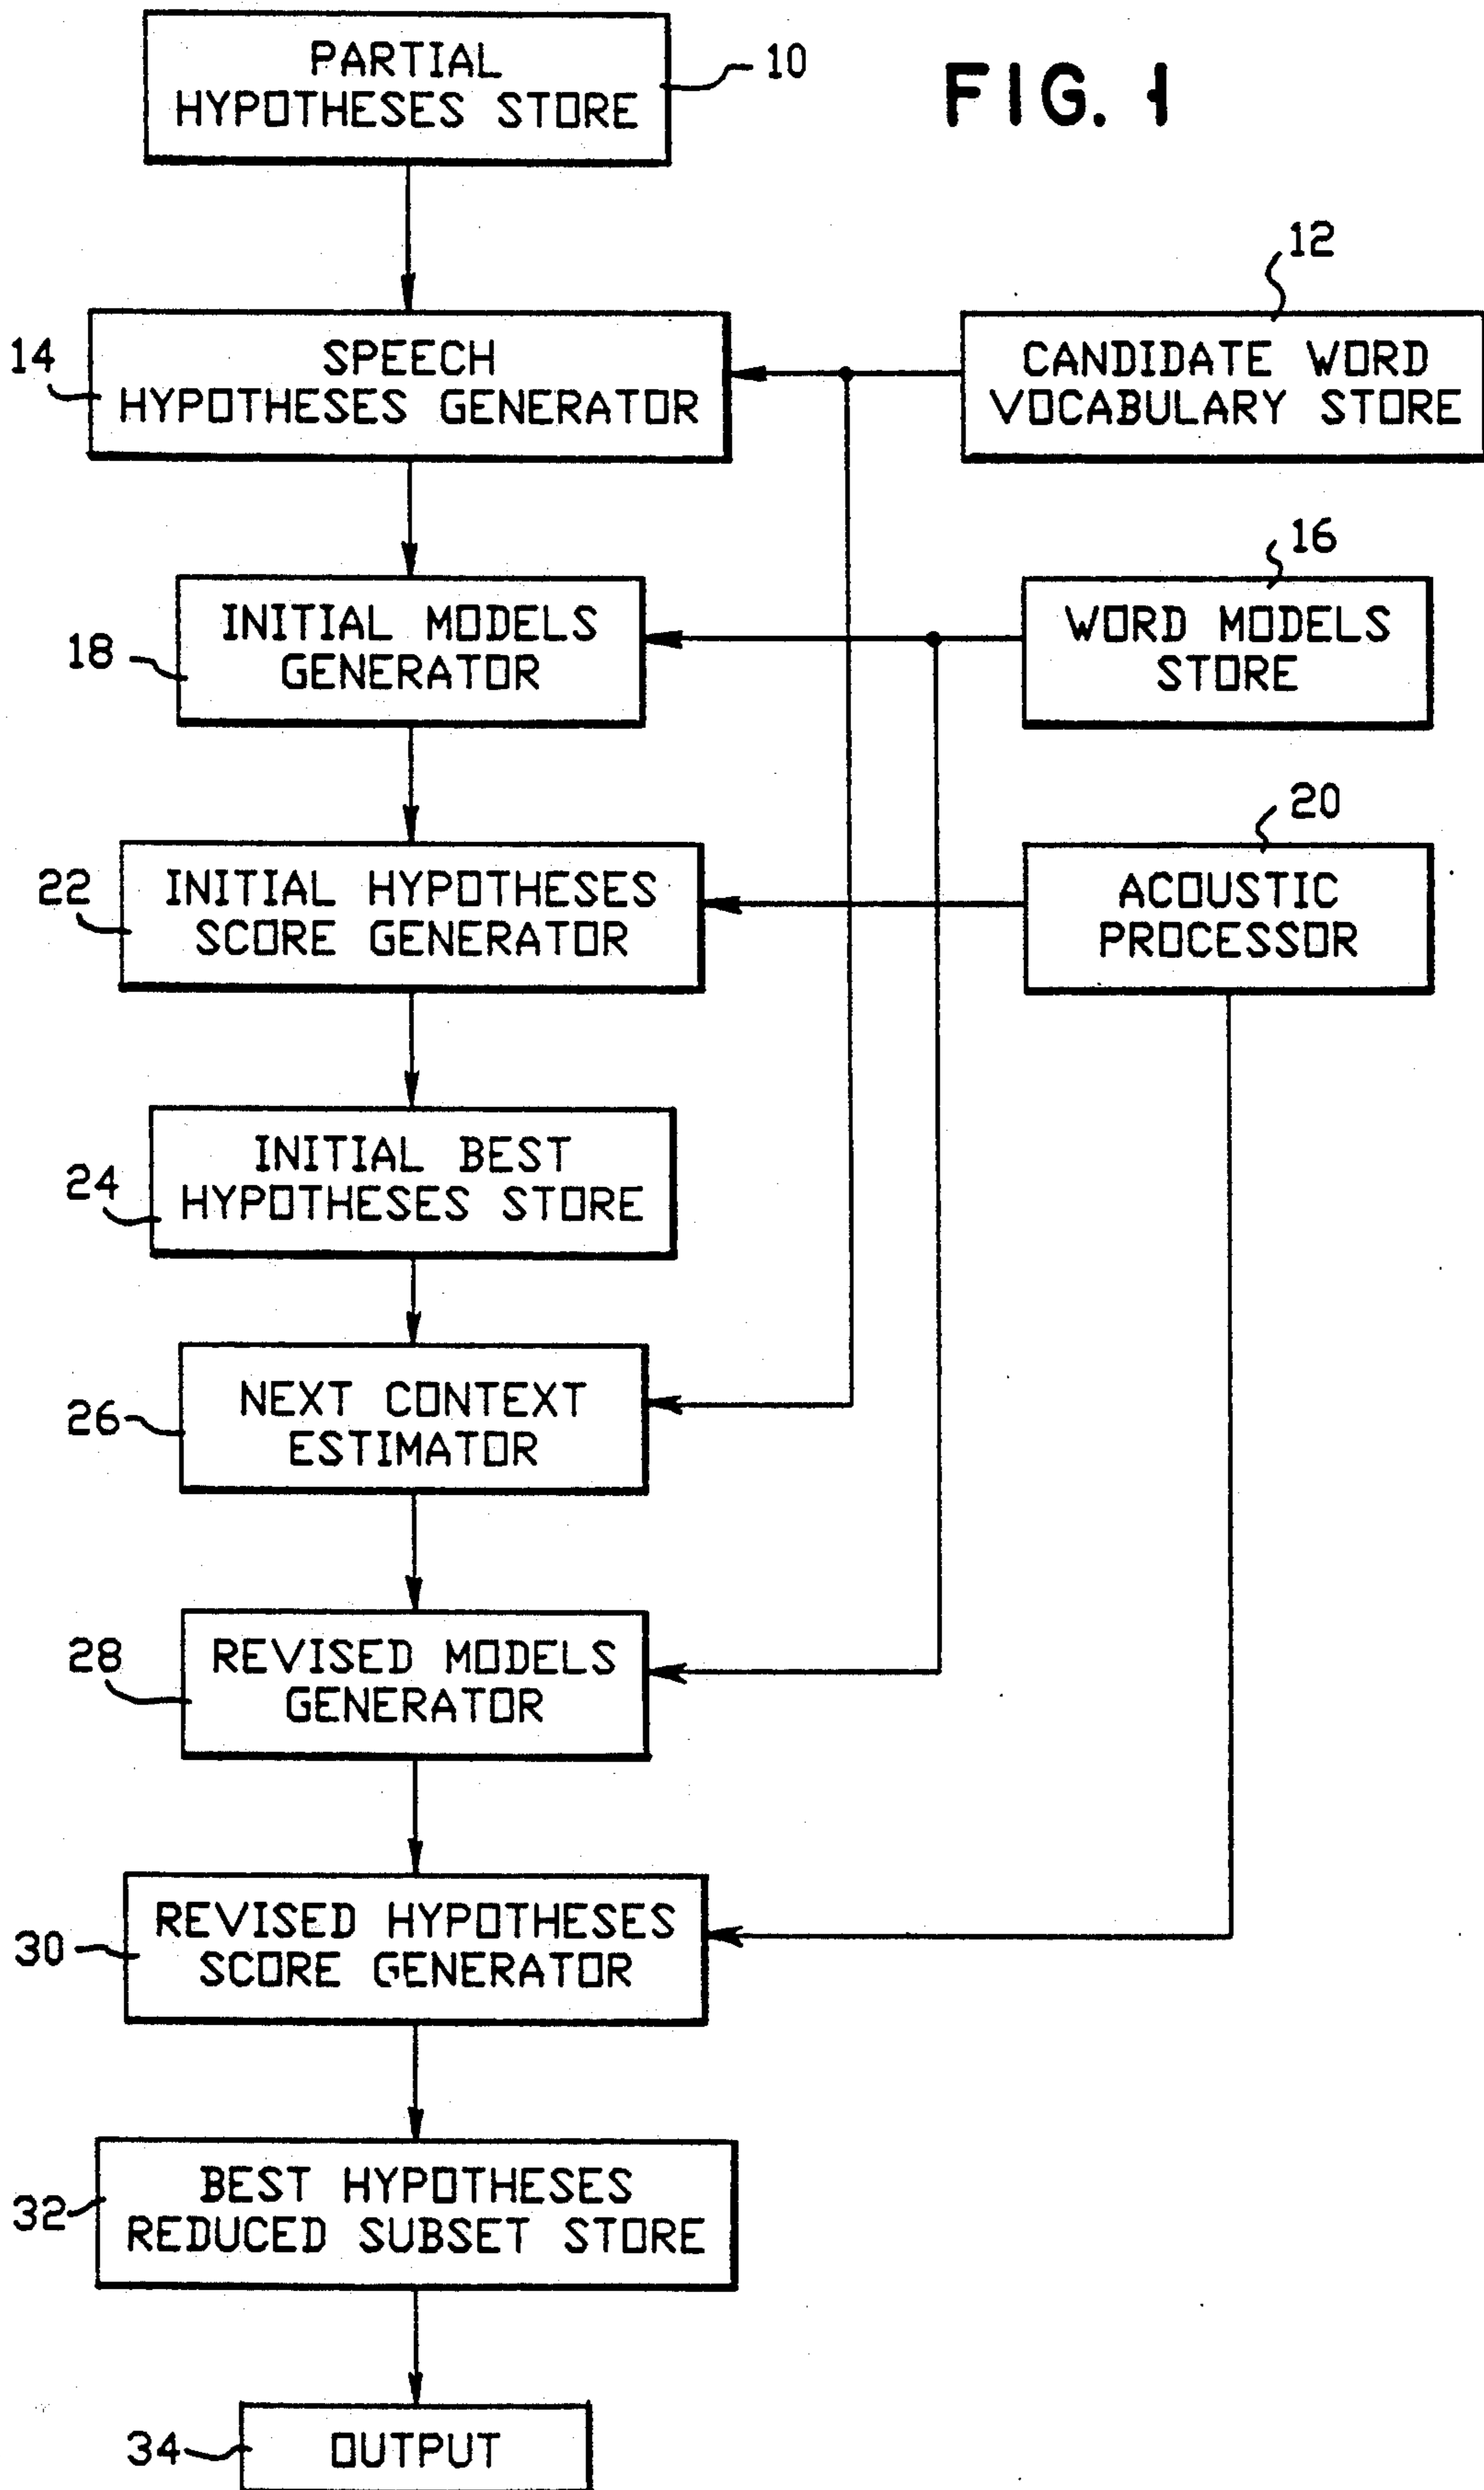 PARTIAL
HYPOTHESES STORE
10
FIG. 1
12
14
SPEECH
HYPOTHESES GENERATOR
CANDIDATE WORD
VOCABULARY STORE
16
18
INITIAL MODELS
GENERATOR
WORD MODELS
STORE
20
22
INITIAL HYPOTHESES
SCORE GENERATOR
ACOUSTIC
PROCESSOR
24
INITIAL BEST
HYPOTHESES STORE
26
NEXT CONTEXT
ESTIMATOR
28
REVISED MODELS
GENERATOR
30
REVISED HYPOTHESES
SCORE GENERATOR
32
BEST HYPOTHESES
REDUCED SUBSET STORE
34
OUTPUT